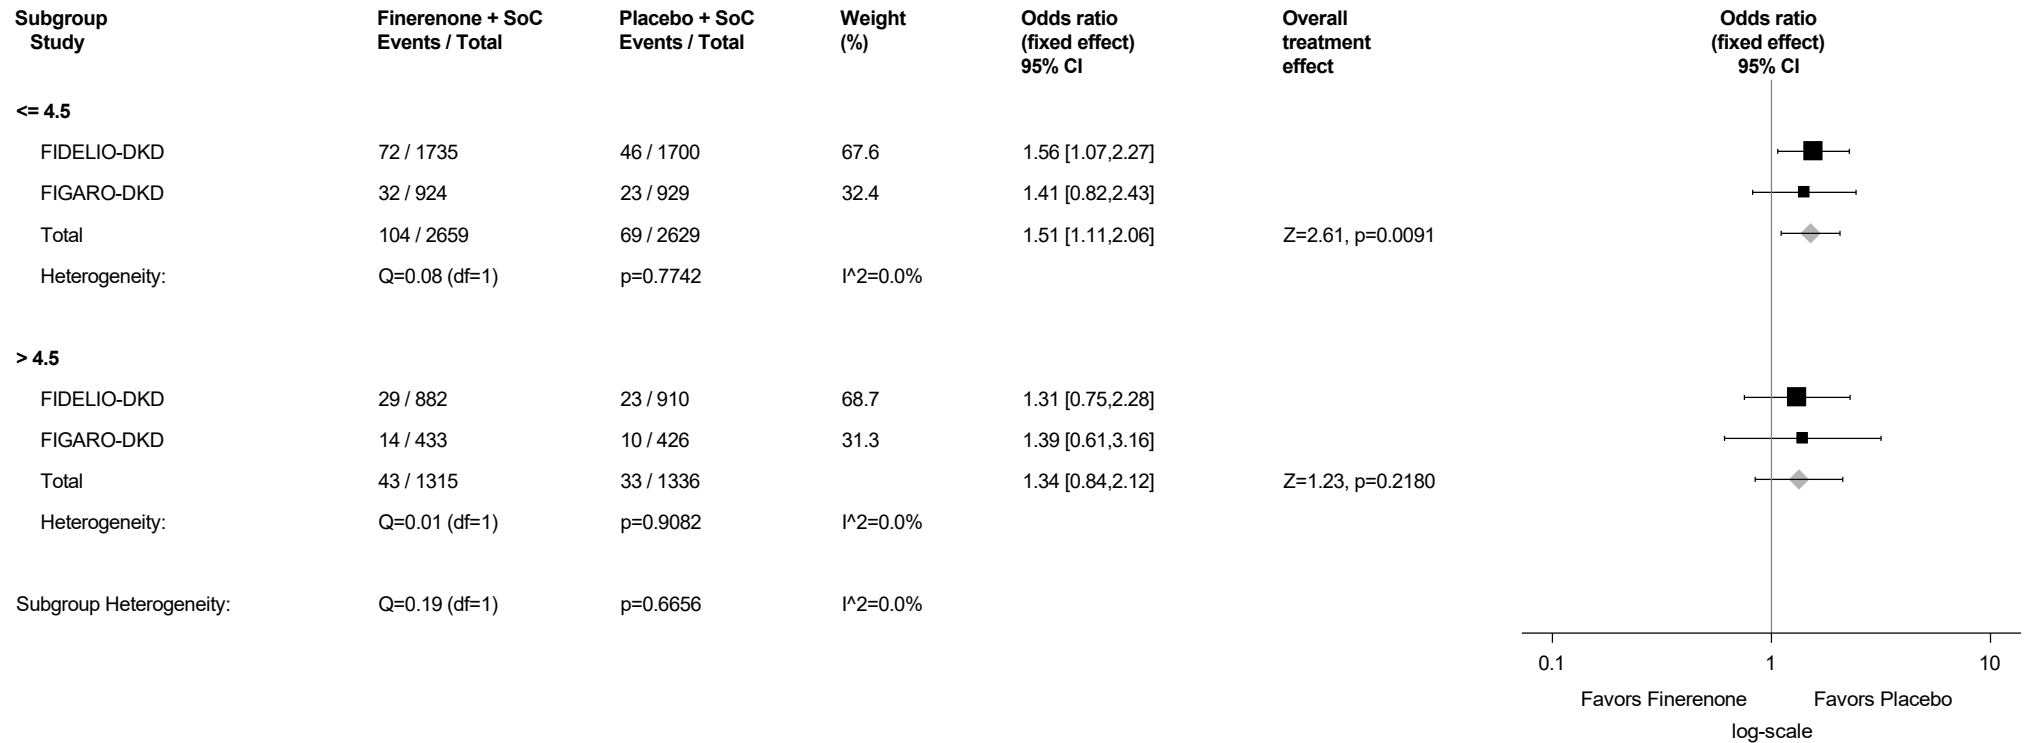 Subgroup Finerenone + SoC Placebo + SoC Weight Odds ratio Overall Odds ratio
Study Events / Total Events / Total (%) (fixed effect) treatment (fixed effect)
95% CI effect 95% CI
<= 4.5
FIDELIO-DKD 72 / 1735 46 / 1700 67.6 1.56 [1.07,2.27]
FIGARO-DKD 32 / 924 23 / 929 32.4 1.41 [0.82,2.43]
Total 104 / 2659 69 / 2629 1.51 [1.11,2.06] Z=2.61, p=0.0091
Heterogeneity: Q=0.08 (df=1) p=0.7742 I^2=0.0%
> 4.5
FIDELIO-DKD 29 / 882 23 / 910 68.7 1.31 [0.75,2.28]
FIGARO-DKD 14 / 433 10 / 426 31.3 1.39 [0.61,3.16]
Total 43 / 1315 33 / 1336 1.34 [0.84,2.12] Z=1.23, p=0.2180
Heterogeneity: Q=0.01 (df=1) p=0.9082 I^2=0.0%
Subgroup Heterogeneity: Q=0.19 (df=1) p=0.6656 I^2=0.0%
0.1 1 10
Favors Finerenone Favors Placebo
log-scale